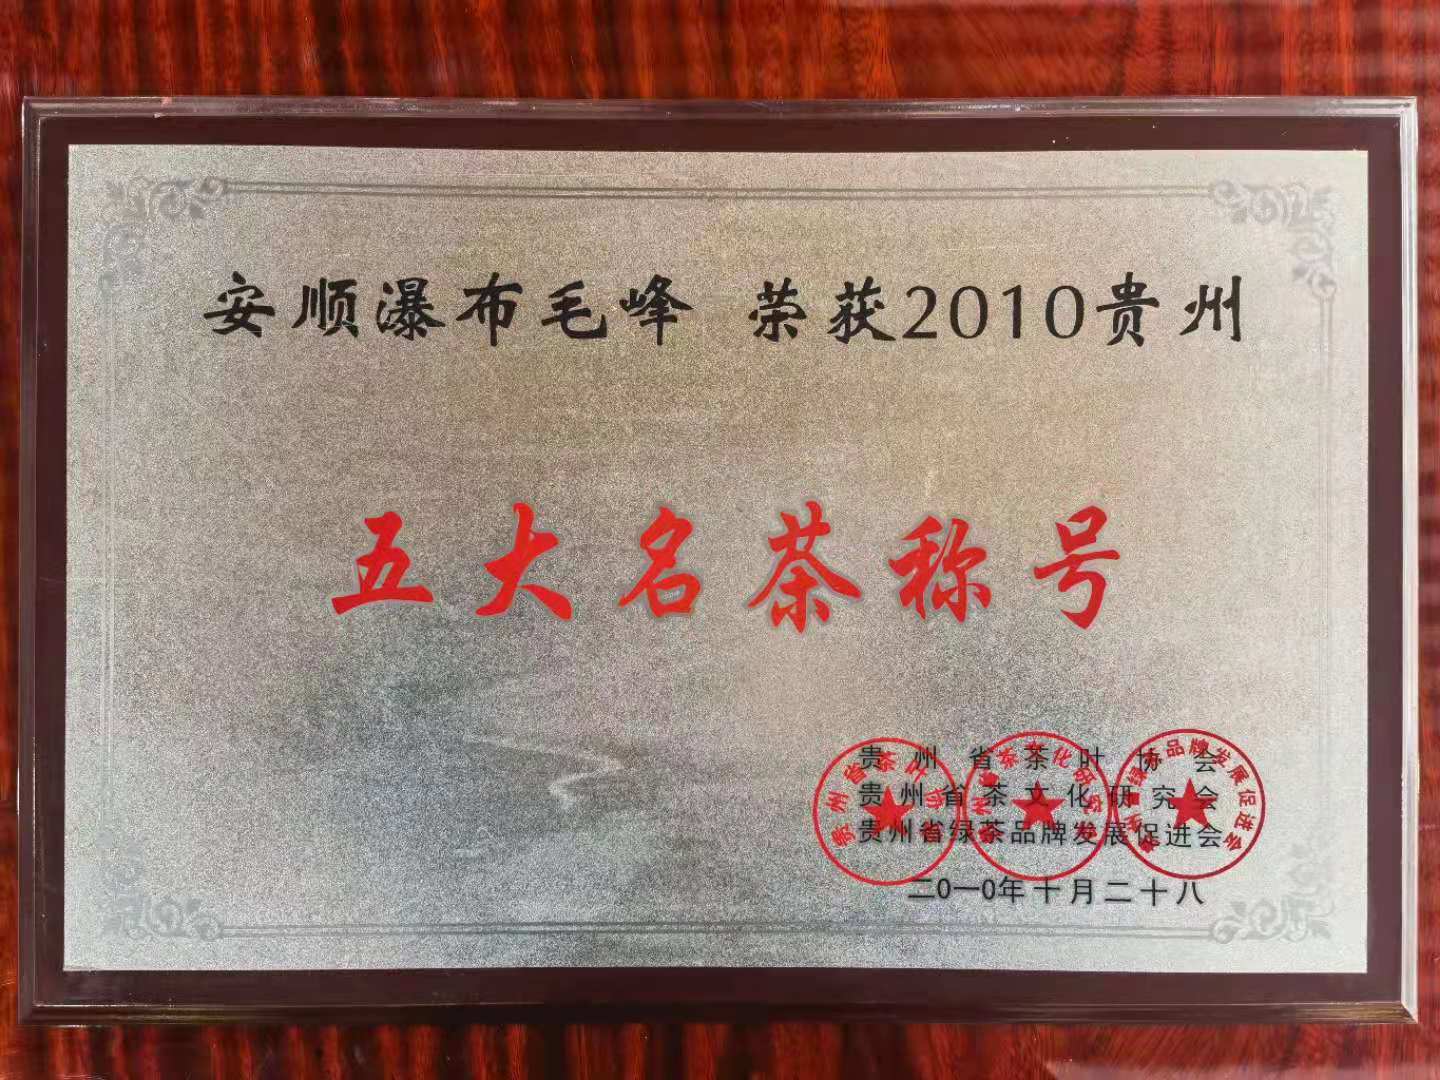 安顺瀑布毛峰 荣获2010贵州
五大名茶称号
贵州省茶叶协会
贵州省茶文化研究会
贵州省绿茶品牌发展促进会
二0一0年十月二十八